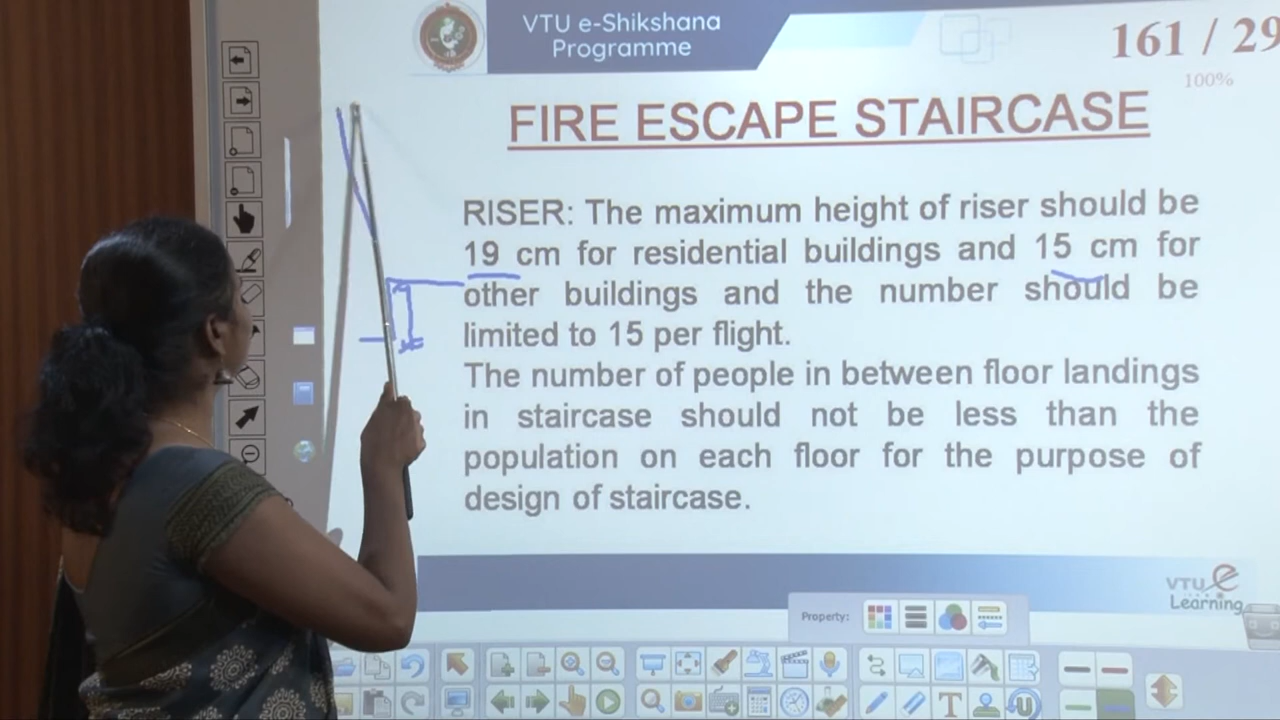 VTU e-Shikshana
Programme
161 / 29
100%
FIRE ESCAPE STAIRCASE
RISER: The maximum height of riser should be
19 cm for residential buildings and 15 cm for
other buildings and the number should be
limited to 15 per flight.
The number of people in between floor landings
in staircase should not be less than the
population on each floor for the purpose of
design of staircase.
VTU e
Learning
Property: